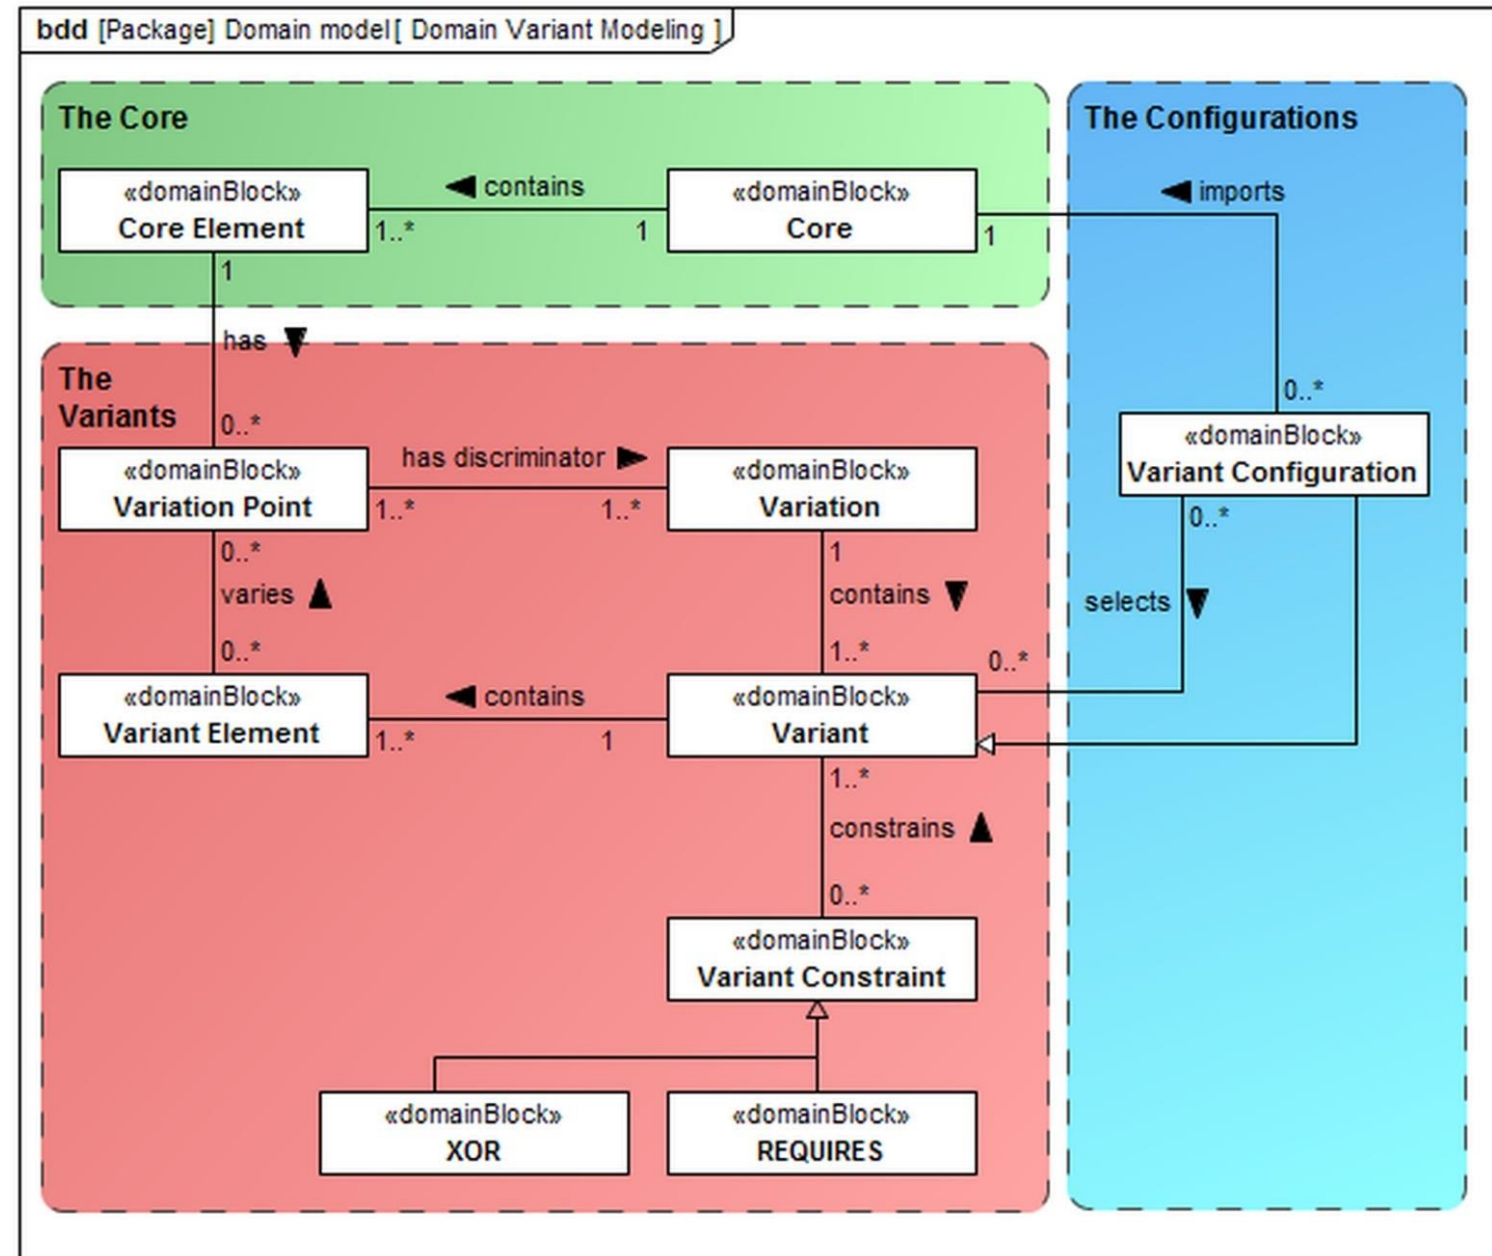 bdd [Package] Domain model[ Domain Variant Modeling ]
The Core
The Configurations
«domainBlock»
Core Element
contains
1..*
1
«domainBlock»
Core
1
imports
1
has
0..*
0..*
The
Variants
«domainBlock»
Variation Point
has discriminator
1..*
1..*
«domainBlock»
Variation
«domainBlock»
Variant Configuration
0..*
varies
0..*
1
contains
1..*
0..*
selects
0..*
«domainBlock»
Variant Element
contains
1..*
1
«domainBlock»
Variant
1..*
constrains
0..*
«domainBlock»
Variant Constraint
«domainBlock»
XOR
«domainBlock»
REQUIRES